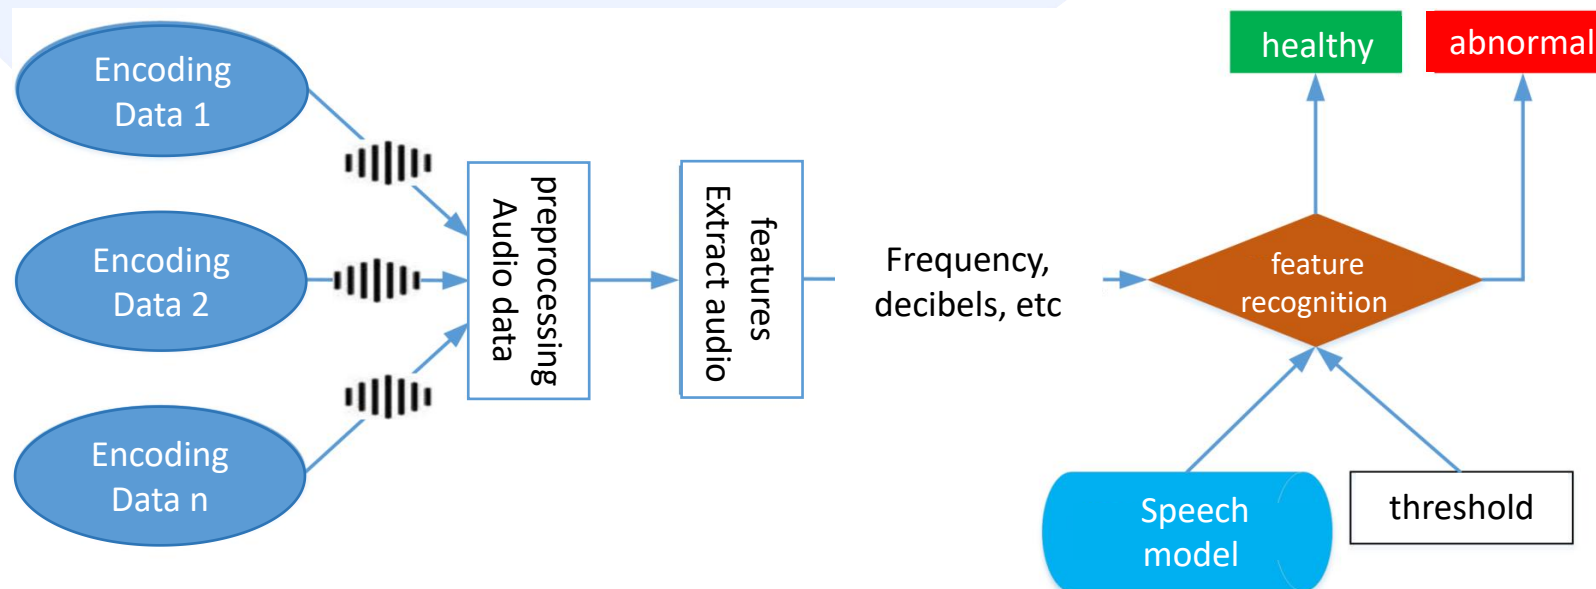 Encoding
Data 1
Encoding
Data 2
Encoding
Data n
preprocessing
Audio data
features
Extract audio
Frequency,
decibels, etc
feature
recognition
healthy
abnormal
Speech
model
threshold